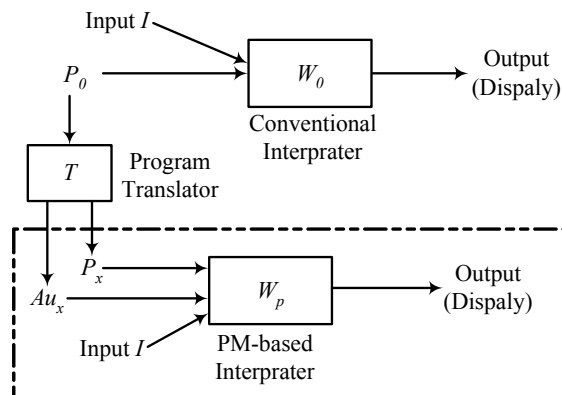 Input I
P0
W0
Output
(Dispaly)
Conventional
Interprater
T
Program
Translator
Px
Aux
Wp
Output
(Dispaly)
Input I
PM-based
Interprater